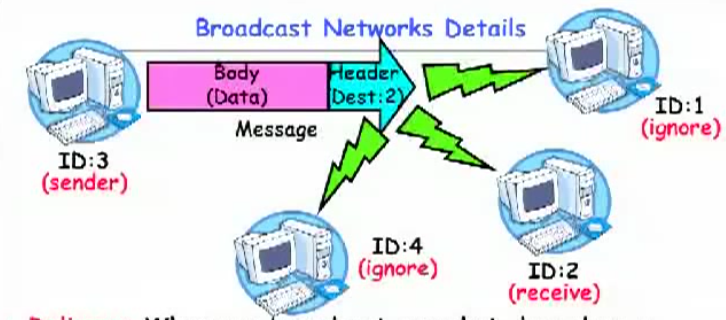 Broadcast Networks Details
Body
(Data)
Header
(Dest:2)
Message
ID:3
(sender)
ID:1
(ignore)
ID:4
(ignore)
ID:2
(receive)